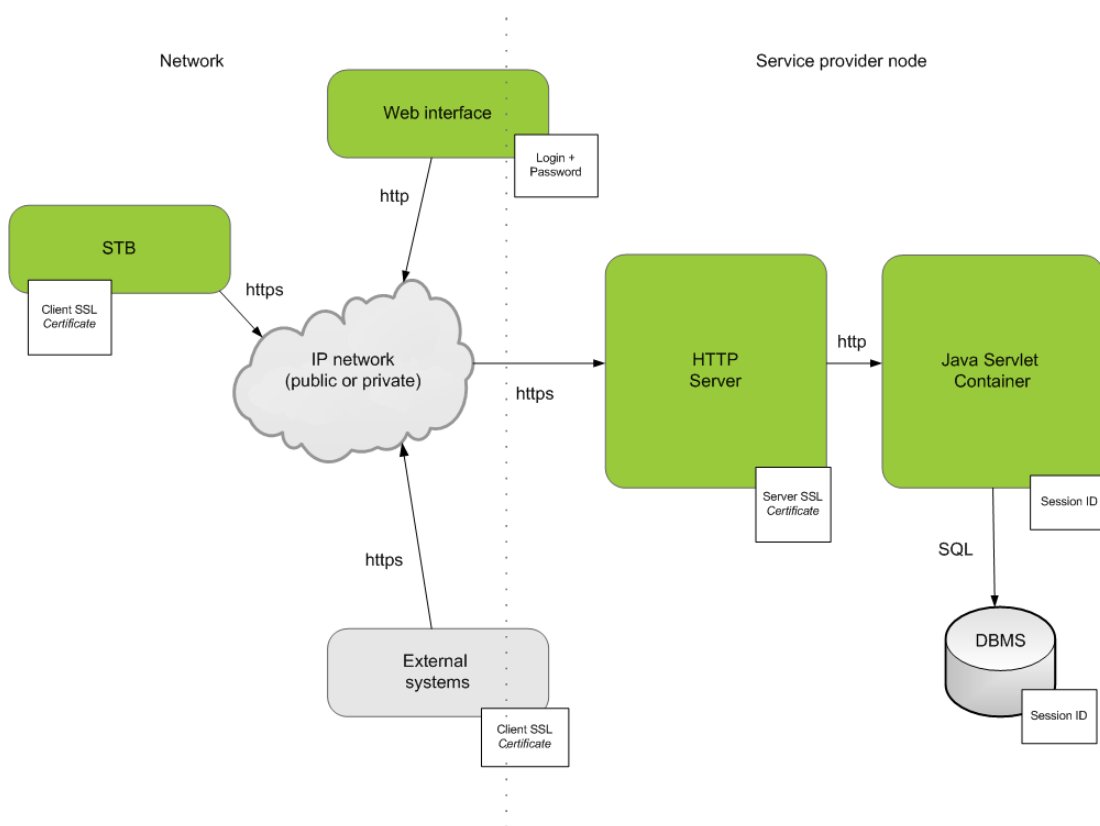 Network
Service provider node
Web interface
Login +
Password
http
STB
Client SSL
Certificate
https
IP network
(public or private)
https
HTTP
Server
http
Java Servlet
Container
Server SSL
Certificate
Session ID
https
SQL
External
systems
Client SSL
Certificate
DBMS
Session ID